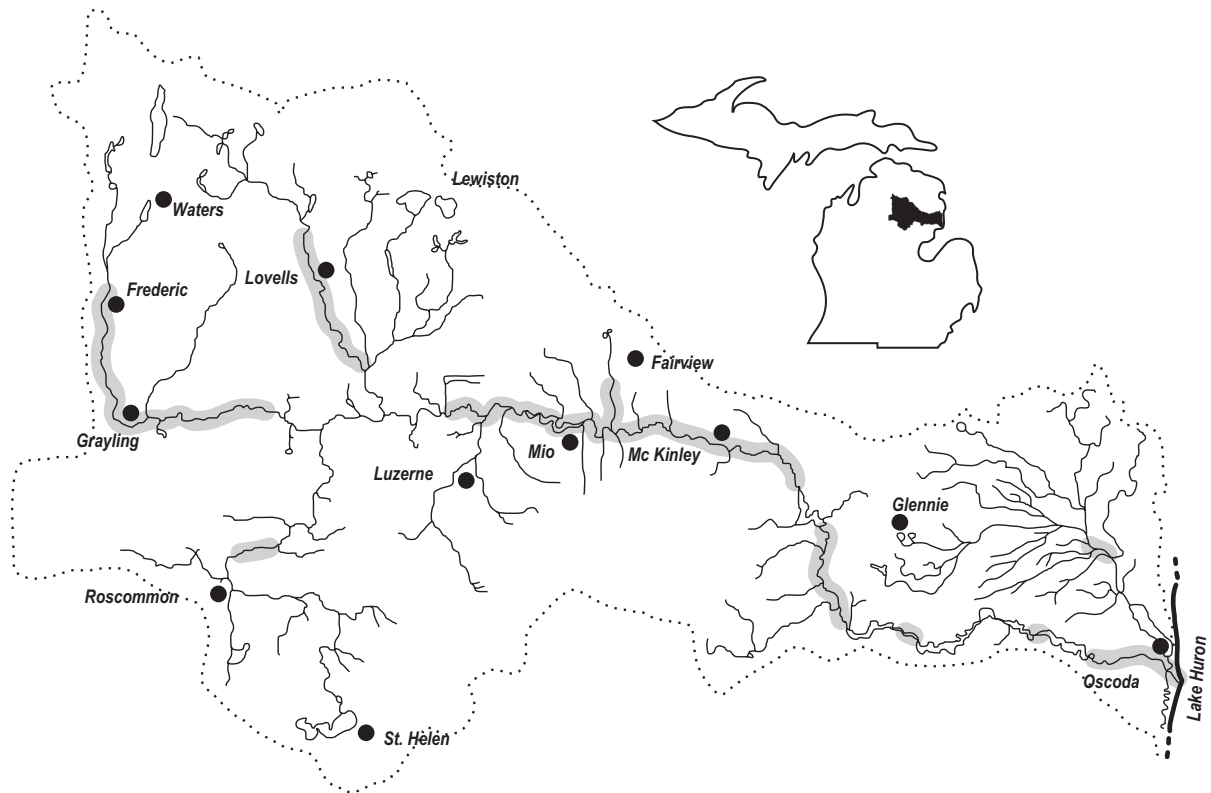 Lewiston
Waters
Lovells
Frederic
Fairview
Grayling
Mio
Mc Kinley
Luzerne
Glennie
Roscommon
Oscoda
Lake Huron
St. Helen